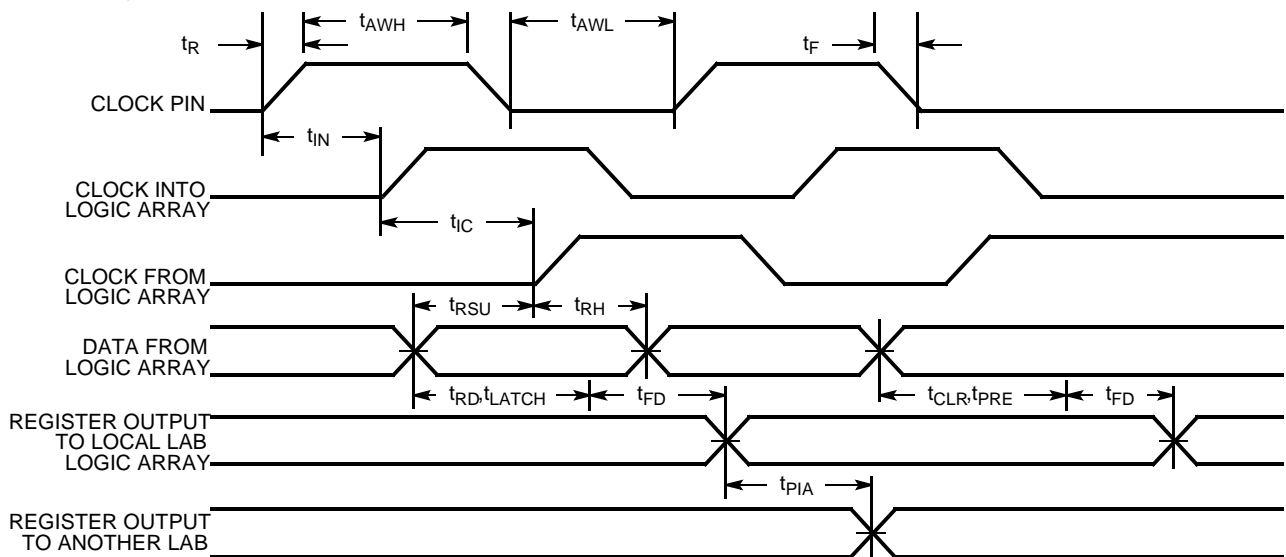 tAWH
tAWL
tR
tF
CLOCK PIN
tIN
CLOCK INTO
LOGIC ARRAY
tIC
CLOCK FROM
LOGIC ARRAY
tRSU
tRH
DATA FROM
LOGIC ARRAY
tRD,tLATCH
tFD
tCLR,tPRE
tFD
REGISTER OUTPUT
TO LOCAL LAB
LOGIC ARRAY
tPIA
REGISTER OUTPUT
TO ANOTHER LAB